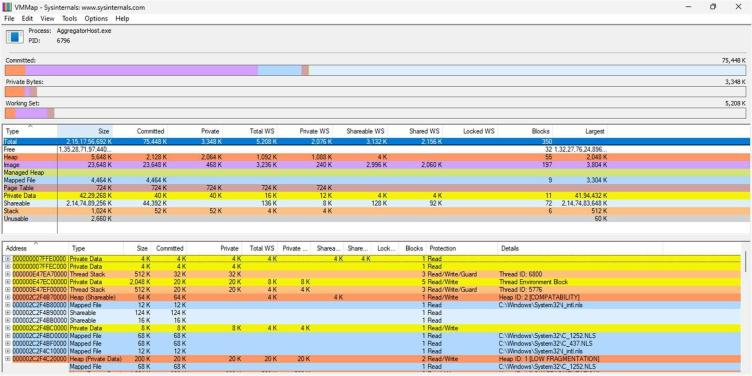 VMMap - Sysinternals: www.sysinternals.com
File Edit View Tools Options Help
Process: AggregatorHost.exe
PID: 6796
Committed: 75,448 K
Private Bytes: 3,348 K
Working Set: 5,208 K
Type Size Committed Private Total WS Private WS Shareable WS Shared WS Locked WS Blocks Largest
Total 2,15,17,56,692 K 75,448 K 3,348 K 5,208 K 2,076 K 3,132 K 2,156 K 350
Free 1,35,28,71,97,440... 32 1,32,27,76,24,896...
Heap 5,648 K 2,128 K 2,064 K 1,092 K 1,088 K 4 K 55 2,048 K
Image 23,648 K 23,648 K 468 K 3,236 K 240 K 2,996 K 2,060 K 197 3,804 K
Managed Heap
Mapped File 4,464 K 4,464 K 9 3,304 K
Page Table 724 K 724 K 724 K 724 K 724 K
Private Data 42,29,268 K 40 K 40 K 16 K 12 K 4 K 4 K 11 41,94,432 K
Shareable 2,14,74,89,256 K 44,392 K 136 K 8 K 128 K 92 K 72 2,14,74,83,648 K
Stack 1,024 K 52 K 52 K 4 K 4 K 6 512 K
Unusable 2,660 K 60 K
Address Type Size Committed Private Total WS Private ... Sharea... Share... Lock... Blocks Protection Details
000000007FFE0000 Private Data 4 K 4 K 4 K 4 K 4 K 4 K 1 Read
000000007FFEC000 Private Data 4 K 4 K 4 K 1 Read
000000E47EA70000 Thread Stack 512 K 32 K 32 K 3 Read/Write/Guard Thread ID: 6800
000000E47EC00000 Private Data 2,048 K 20 K 20 K 8 K 8 K 5 Read/Write Thread Environment Block
000000E47EF00000 Thread Stack 512 K 20 K 20 K 4 K 4 K 3 Read/Write/Guard Thread ID: 5776
000002C2F4B70000 Heap (Shareable) 64 K 64 K 4 K 4 K 1 Read/Write Heap ID: 2 [COMPATABILITY]
000002C2F4B80000 Mapped File 12 K 12 K 1 Read C:\Windows\System32\l_intl.nls
000002C2F4B90000 Shareable 124 K 124 K 1 Read
000002C2F4BB0000 Shareable 16 K 16 K 1 Read
000002C2F4BC0000 Private Data 8 K 8 K 8 K 4 K 4 K 1 Read/Write
000002C2F4BD0000 Mapped File 68 K 68 K 1 Read C:\Windows\System32\C_1252.NLS
000002C2F4BF0000 Mapped File 68 K 68 K 1 Read C:\Windows\System32\C_437.NLS
000002C2F4C10000 Mapped File 12 K 12 K 1 Read C:\Windows\System32\l_intl.nls
000002C2F4C20000 Heap (Private Data) 200 K 20 K 20 K 20 K 20 K 2 Read/Write Heap ID: 1 [LOW FRAGMENTATION]
Mapped File 68 K 68 K 1 Read C:\Windows\System32\C_1252.NLS